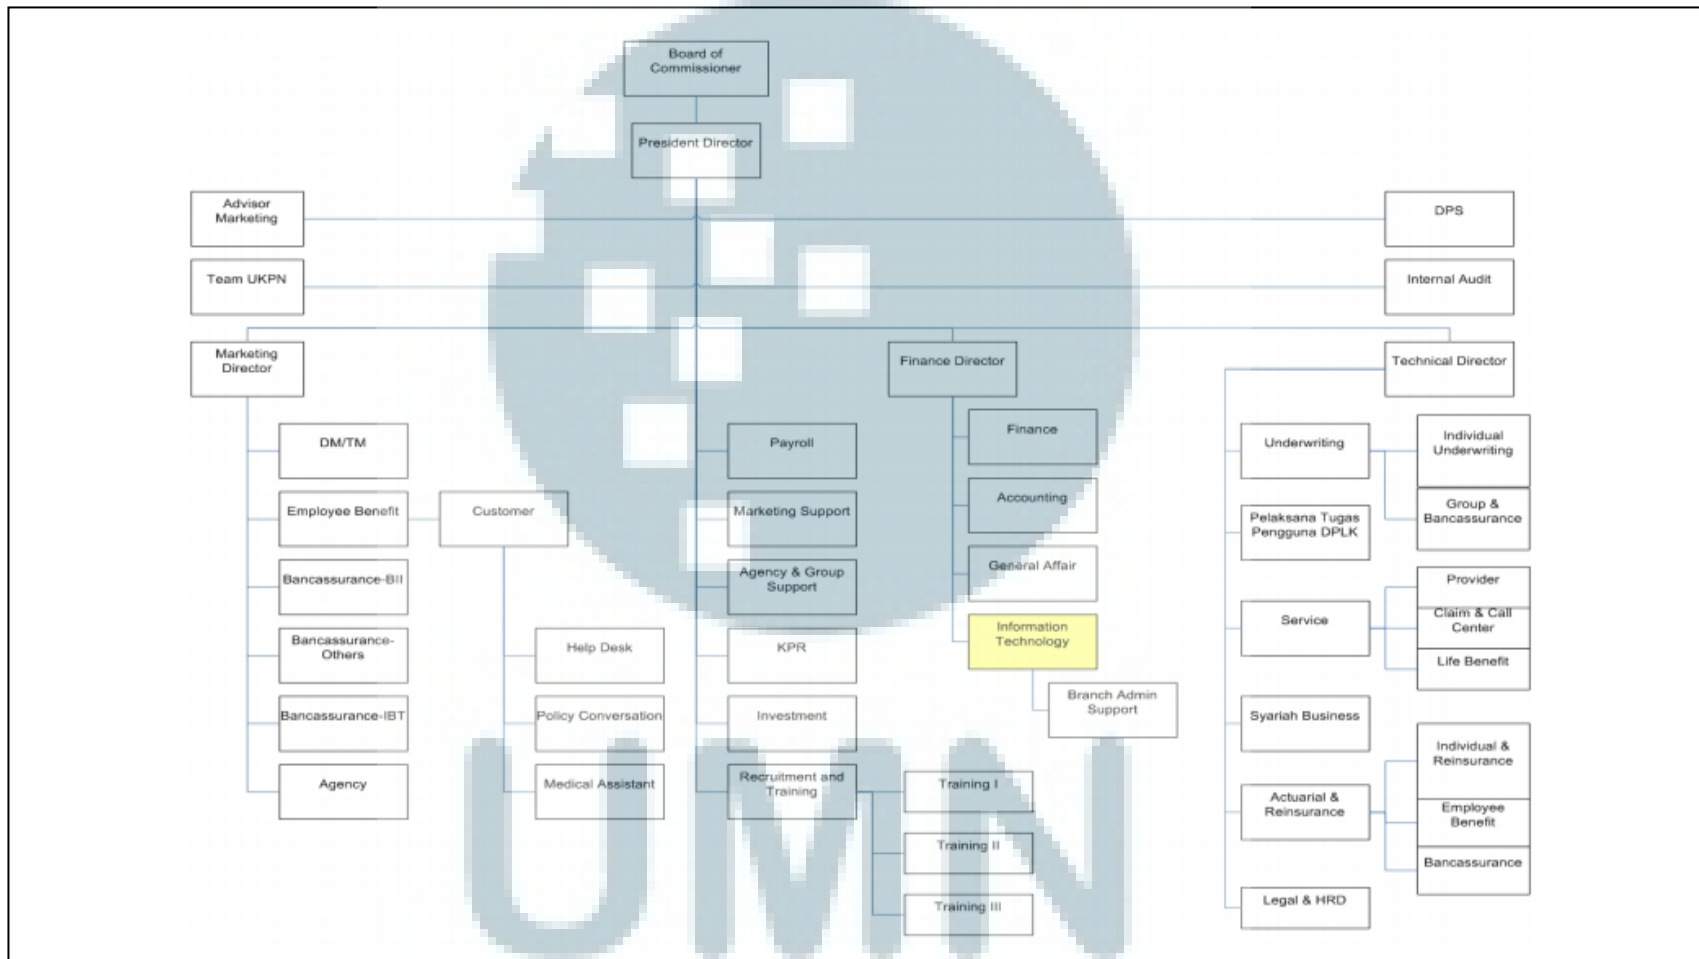 Board of
Commissioner
President Director
Advisor
Marketing
DPS
Team UKPN
Internal Audit
Marketing
Director
Finance Director
Technical Director
DM/TM
Employee Benefit
Bancassurance-BII
Bancassurance-
Others
Bancassurance-IBT
Agency
Customer
Help Desk
Policy Conversation
Medical Assistant
Payroll
Marketing Support
Agency & Group
Support
KPR
Investment
Recruitment and
Training
Training I
Training II
Training III
Finance
Accounting
General Affair
Information
Technology
Branch Admin
Support
Underwriting
Individual
Underwriting
Group &
Bancassurance
Pelaksana Tugas
Pengguna DPLK
Service
Provider
Claim & Call
Center
Life Benefit
Syariah Business
Actuarial &
Reinsurance
Individual &
Reinsurance
Employee
Benefit
Bancassurance
Legal & HRD
UMN